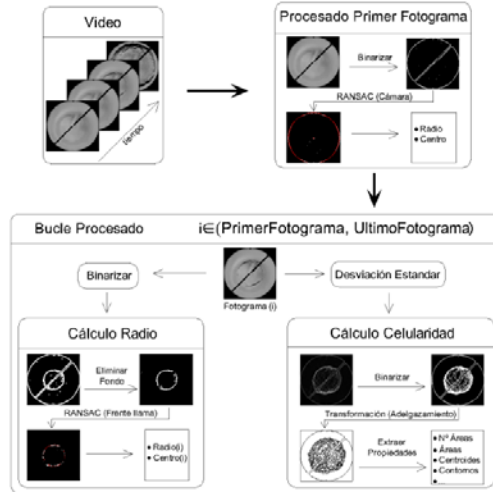 Video
tiempo
Procesado Primer Fotograma
Binarizar
RANSAC (Cámara)
• Radio
• Centro
Bucle Procesado
i∈(PrimerFotograma, UltimoFotograma)
Binarizar
Fotograma (i)
Desviación Estandar
Cálculo Radio
Eliminar
Fondo
RANSAC (Frente llama)
• Radio(i)
• Centro(i)
Cálculo Celularidad
Binarizar
Transformación (Adelgazamiento)
Extraer
Propiedades
• Nº Áreas
• Áreas
• Centroides
• Contornos
• ...